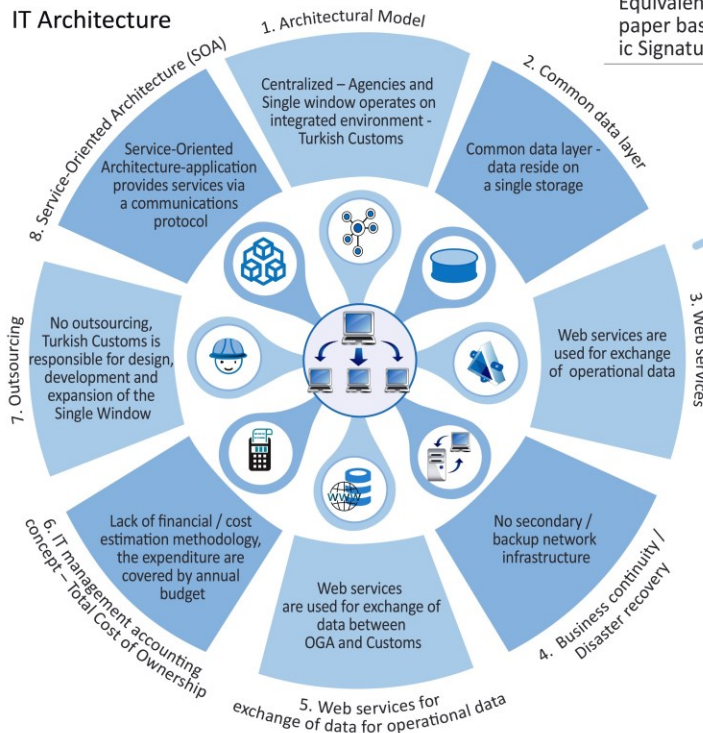 IT Architecture
Equivalen
paper bas
ic Signatu
1. Architectural Model
Centralized – Agencies and
Single window operates on
integrated environment -
Turkish Customs
2. Common data layer
Common data layer -
data reside on
a single storage
3. Web services
Web services are
used for exchange
of operational data
4. Business continuity /
Disaster recovery
No secondary /
backup network
infrastructure
5. Web services for
exchange of data for operational data
Web services
are used for exchange of
data between
OGA and Customs
6. IT management accounting
concept – Total Cost of Ownership
Lack of financial / cost
estimation methodology,
the expenditure are
covered by annual
budget
7. Outsourcing
No outsourcing,
Turkish Customs is
responsible for design,
development and
expansion of the
Single Window
8. Service-Oriented Architecture (SOA)
Service-Oriented
Architecture-application
provides services via
a communications
protocol
www